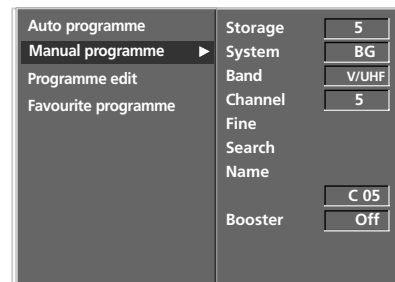 Auto programme
Manual programme ▶
Programme edit
Favourite programme
Storage 5
System BG
Band V/UHF
Channel 5
Fine
Search
Name
C 05
Booster Off